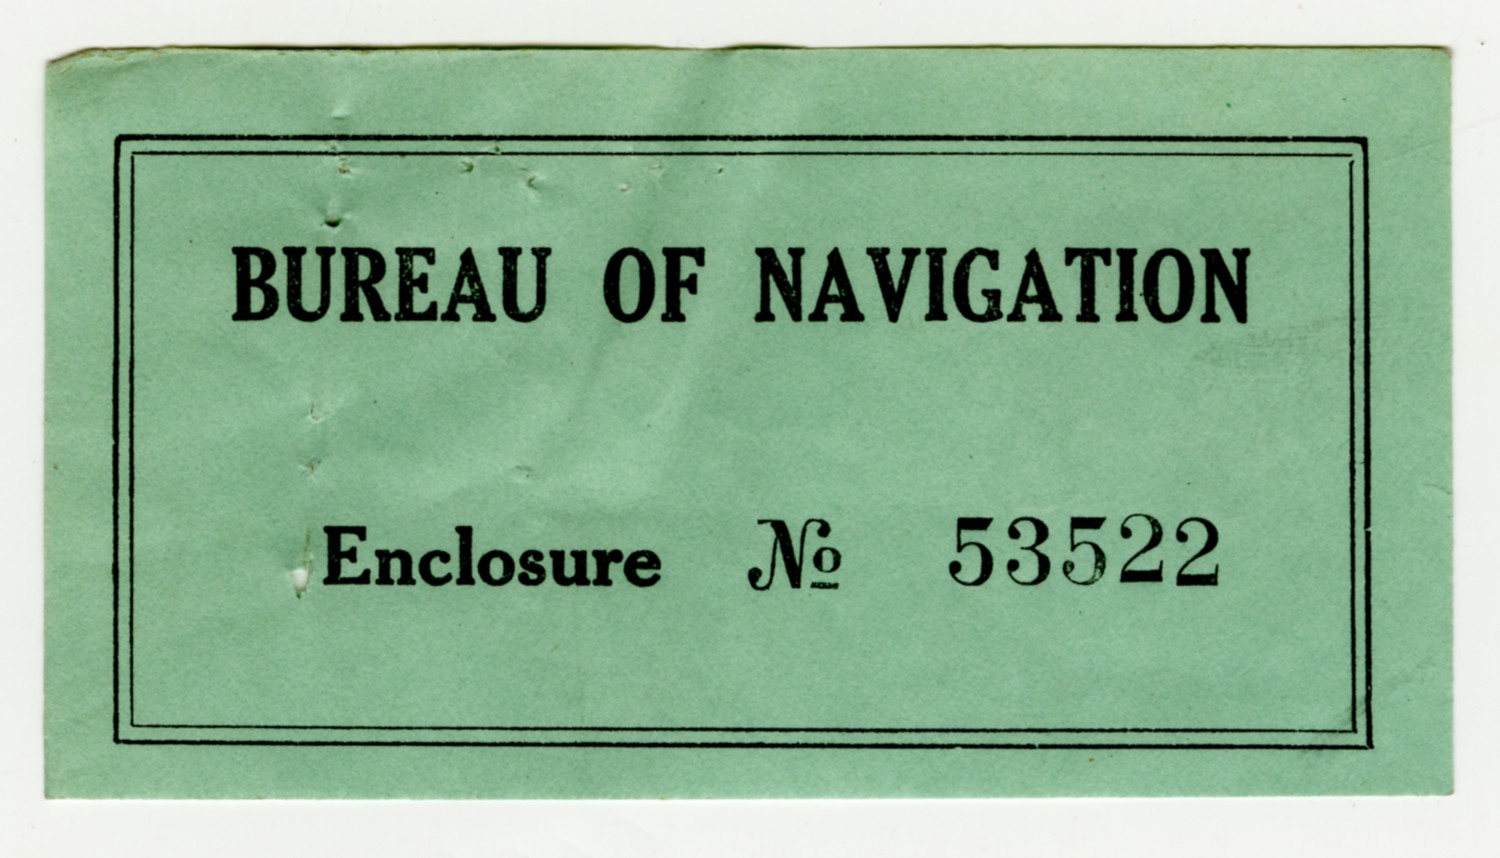 BUREAU OF NAVIGATION
Enclosure № 53522